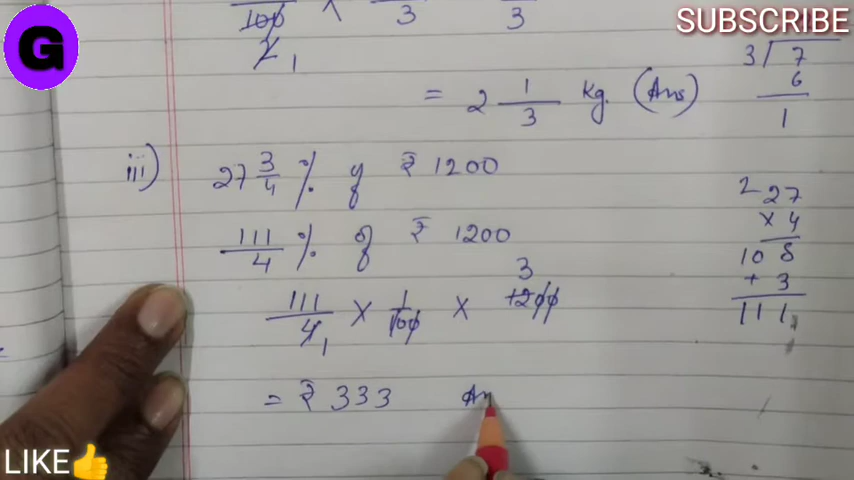 SUBSCRIBE
G
100 × 3 3
2 1
= 2 1/3 kg. (Ans)
3 ) 7
6
1
iii) 27 3/4 % of ₹ 1200
111/4 % of ₹ 1200
3
111/4 × 1/100 × 1200
1
= ₹ 333 An
2 27
× 4
108
+ 3
111
LIKE👍